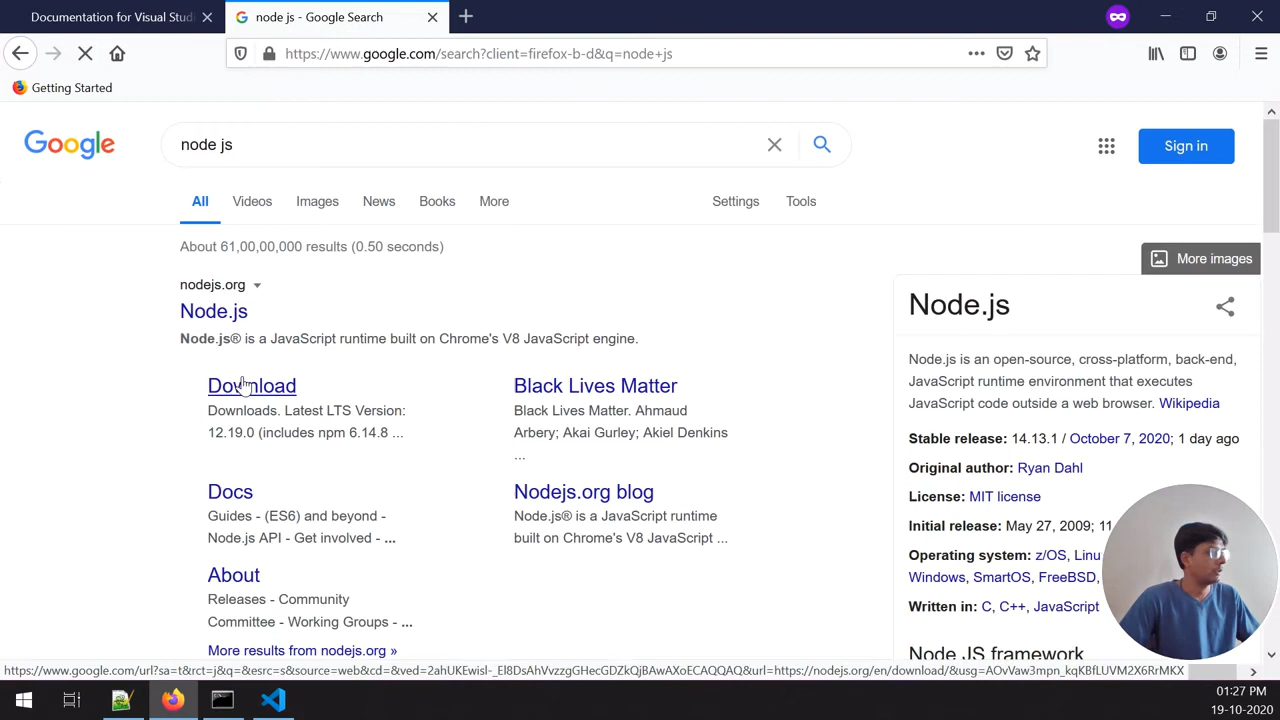 Documentation for Visual Studi
node js - Google Search
https://www.google.com/search?client=firefox-b-d&q=node+js
Getting Started
Google
node js
Sign in
All
Videos
Images
News
Books
More
Settings
Tools
About 61,00,00,000 results (0.50 seconds)
nodejs.org
Node.js
Node.js® is a JavaScript runtime built on Chrome's V8 JavaScript engine.
Download
Downloads. Latest LTS Version:
12.19.0 (includes npm 6.14.8 ...
Black Lives Matter
Black Lives Matter. Ahmaud
Arbery; Akai Gurley; Akiel Denkins
...
Docs
Guides - (ES6) and beyond -
Node.js API - Get involved - ...
Nodejs.org blog
Node.js® is a JavaScript runtime
built on Chrome's V8 JavaScript ...
About
Releases - Community
Committee - Working Groups - ...
More results from nodejs.org »
More images
Node.js
Node.js is an open-source, cross-platform, back-end,
JavaScript runtime environment that executes
JavaScript code outside a web browser. Wikipedia
Stable release: 14.13.1 / October 7, 2020; 1 day ago
Original author: Ryan Dahl
License: MIT license
Initial release: May 27, 2009; 11
Operating system: z/OS, Linu
Windows, SmartOS, FreeBSD,
Written in: C, C++, JavaScript
Node JS framework
https://www.google.com/url?sa=t&rct=j&q=&esrc=s&source=web&cd=&ved=2ahUKEwisl-_El8DsAhVvzzgGHecGDZkQjBAwAXoECAQQAQ&url=https://nodejs.org/en/download/&usg=AOvVaw3mpn_kqKBfLUVM2X6RrMKX
01:27 PM
19-10-2020